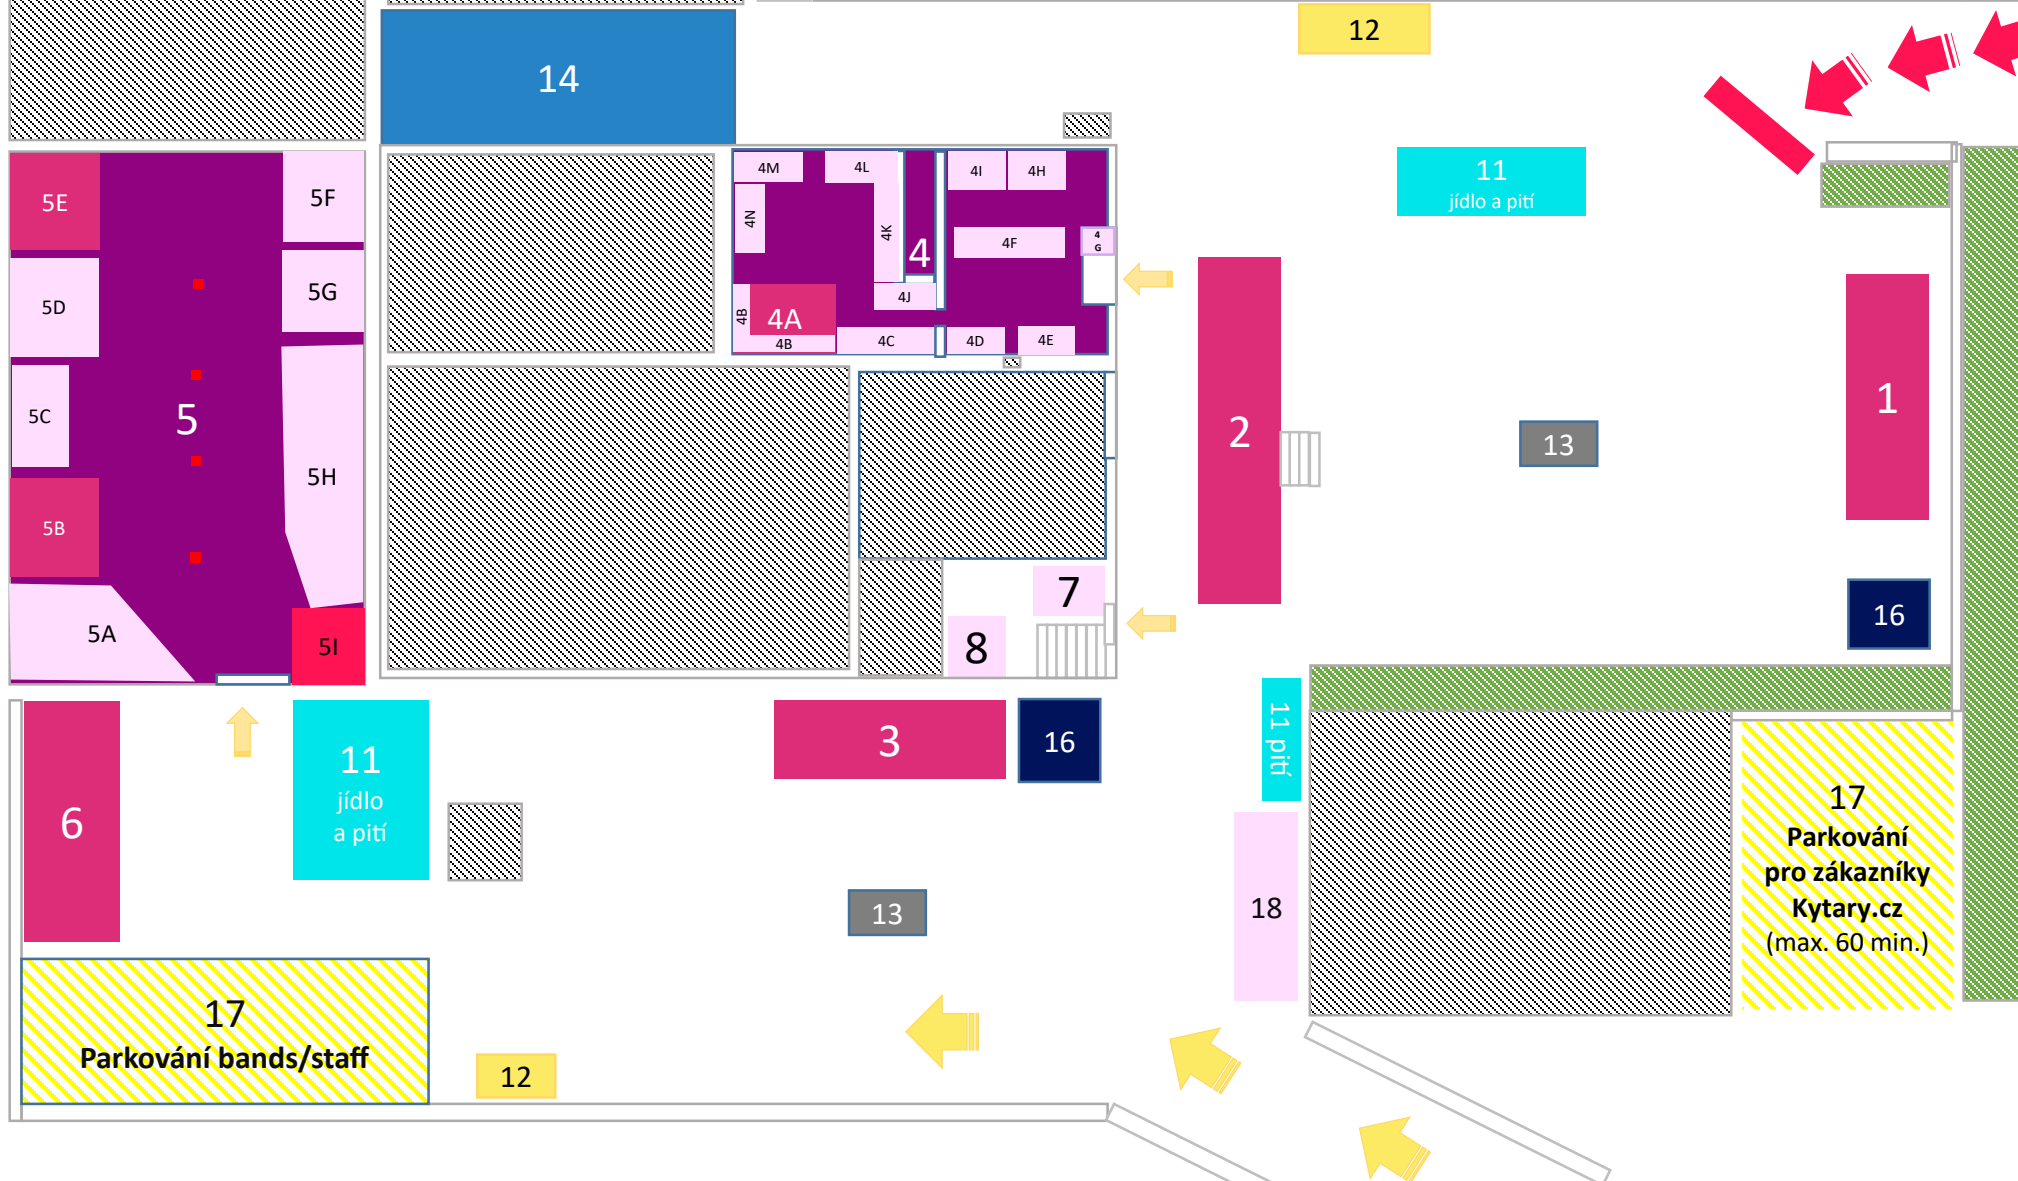 12
14
11
jídlo a pití
4M
4L
4I
4H
5E
5F
4N
4K
4
4F
4
G
5D
5G
4J
4B
4A
4B
4C
4D
4E
1
5
5C
2
13
5H
5B
7
16
5A
5I
8
3
16
11 pití
11
jídlo
a pití
6
17
Parkování
pro zákazníky
Kytary.cz
(max. 60 min.)
13
18
17
Parkování bands/staff
12